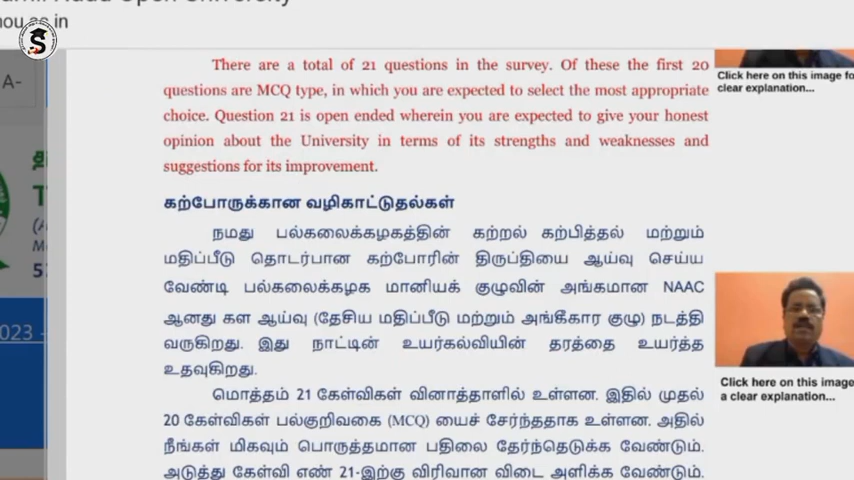 A-
There are a total of 21 questions in the survey. Of these the first 20
questions are MCQ type, in which you are expected to select the most appropriate
choice. Question 21 is open ended wherein you are expected to give your honest
opinion about the University in terms of its strengths and weaknesses and
suggestions for its improvement.
கற்போருக்கான வழிகாட்டுதல்கள்
நமது பல்கலைக்கழகத்தின் கற்றல் கற்பித்தல் மற்றும்
மதிப்பீடு தொடர்பான கற்போரின் திருப்தியை ஆய்வு செய்ய
வேண்டி பல்கலைக்கழக மானியக் குழுவின் அங்கமான NAAC
ஆனது கள ஆய்வு (தேசிய மதிப்பீடு மற்றும் அங்கீகார குழு) நடத்தி
வருகிறது. இது நாட்டின் உயர்கல்வியின் தரத்தை உயர்த்த
உதவுகிறது.
மொத்தம் 21 கேள்விகள் வினாத்தாளில் உள்ளன. இதில் முதல்
20 கேள்விகள் பல்குறிவகை (MCQ) யைச் சேர்ந்ததாக உள்ளன. அதில்
நீங்கள் மிகவும் பொருத்தமான பதிலை தேர்ந்தெடுக்க வேண்டும்.
அடுத்து கேள்வி எண் 21-இற்கு விரிவான விடை அளிக்க வேண்டும்.
Click here on this image fo
clear explanation...
Click here on this image
a clear explanation...
2023 -